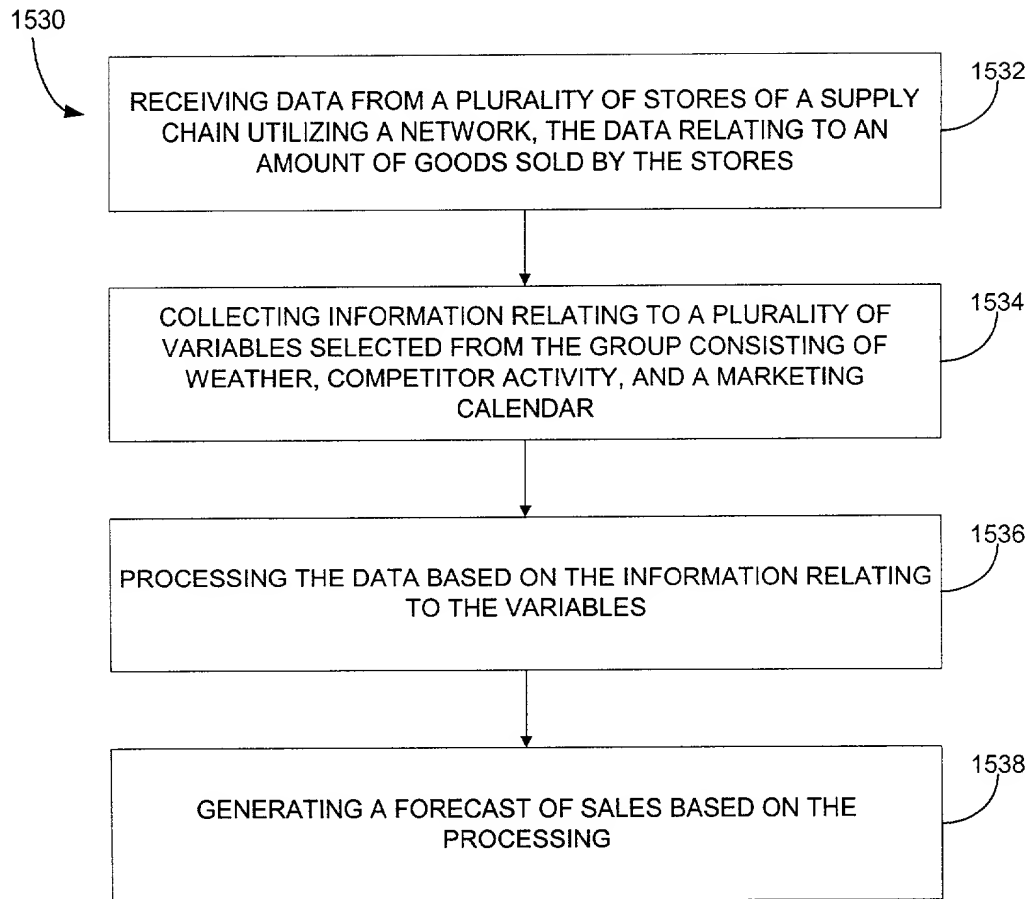 1530
1532
RECEIVING DATA FROM A PLURALITY OF STORES OF A SUPPLY
CHAIN UTILIZING A NETWORK, THE DATA RELATING TO AN
AMOUNT OF GOODS SOLD BY THE STORES
1534
COLLECTING INFORMATION RELATING TO A PLURALITY OF
VARIABLES SELECTED FROM THE GROUP CONSISTING OF
WEATHER, COMPETITOR ACTIVITY, AND A MARKETING
CALENDAR
1536
PROCESSING THE DATA BASED ON THE INFORMATION RELATING
TO THE VARIABLES
1538
GENERATING A FORECAST OF SALES BASED ON THE
PROCESSING